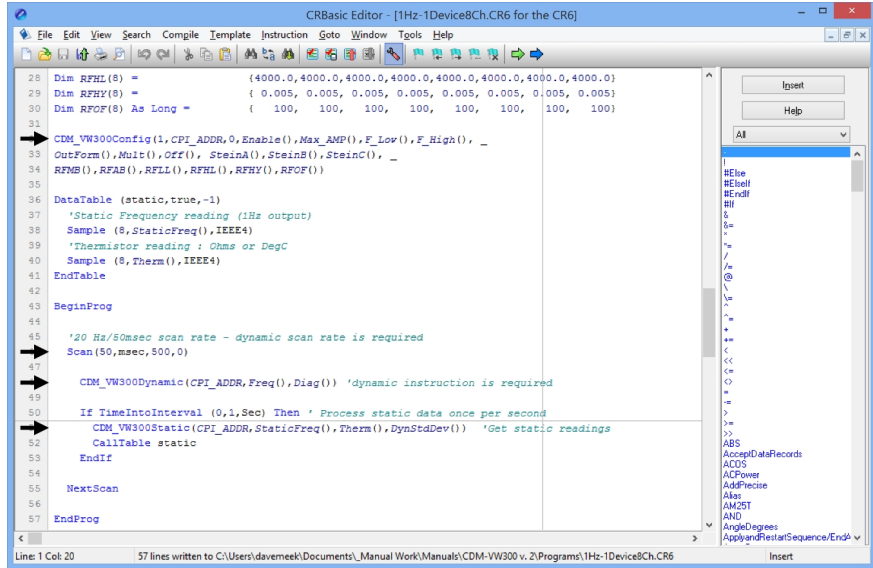 CRBasic Editor - [1Hz-1Device8Ch.CR6 for the CR6]
File Edit View Search Compile Template Instruction Goto Window Tools Help
28 Dim RFHL(8) = {4000.0,4000.0,4000.0,4000.0,4000.0,4000.0,4000.0,4000.0}
29 Dim RFHY(8) = { 0.005, 0.005, 0.005, 0.005, 0.005, 0.005, 0.005, 0.005}
30 Dim RFOF(8) As Long = { 100, 100, 100, 100, 100, 100, 100, 100}
31
CDM_VW300Config(1,CPI_ADDR,0,Enable(),Max_AMP(),F_Low(),F_High(), _
33 OutForm(),Mult(),Off(), SteinA(),SteinB(),SteinC(), _
34 RFMB(),RFAB(),RFLL(),RFHL(),RFHY(),RFOF())
35
36 DataTable (static,true,-1)
37 'Static Frequency reading (1Hz output)
38 Sample (8,StaticFreq(),IEEE4)
39 'Thermistor reading : Ohms or DegC
40 Sample (8,Therm(),IEEE4)
41 EndTable
42
43 BeginProg
44
45 '20 Hz/50msec scan rate - dynamic scan rate is required
Scan(50,msec,500,0)
47
CDM_VW300Dynamic(CPI_ADDR,Freq(),Diag()) 'dynamic instruction is required
49
50 If TimeIntoInterval (0,1,Sec) Then ' Process static data once per second
CDM_VW300Static(CPI_ADDR,StaticFreq(),Therm(),DynStdDev()) 'Get static readings
52 CallTable static
53 EndIf
54
55 NextScan
56
57 EndProg
Insert
Help
All
-
!
#Else
#ElseIf
#EndIf
#If
&
&=
*
*=
/
/=
@
\
\=
^
^=
+
+=
<
<<
<=
<>
=
-=
>
>=
>>
ABS
AcceptDataRecords
ACOS
ACPower
AddPrecise
Alias
AM25T
AND
AngleDegrees
ApplyandRestartSequence/EndA
Line: 1 Col: 20 57 lines written to C:\Users\davemeek\Documents\_Manual Work\Manuals\CDM-VW300 v. 2\Programs\1Hz-1Device8Ch.CR6 Insert